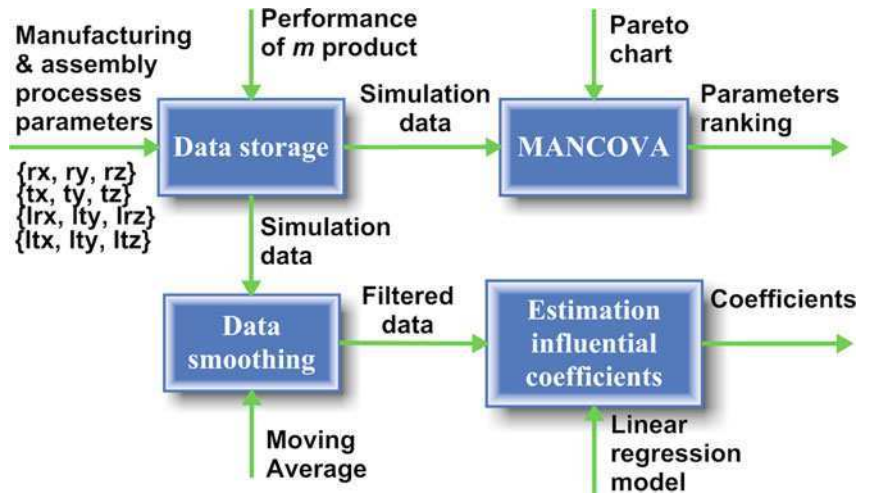 Manufacturing
& assembly
processes
parameters
{rx, ry, rz}
{tx, ty, tz}
{lrx, lty, lrz}
{ltx, lty, ltz}
Performance
of m product
Data storage
Simulation
data
Pareto
chart
MANCOVA
Parameters
ranking
Simulation
data
Data
smoothing
Moving
Average
Filtered
data
Estimation
influential
coefficients
Linear
regression
model
Coefficients